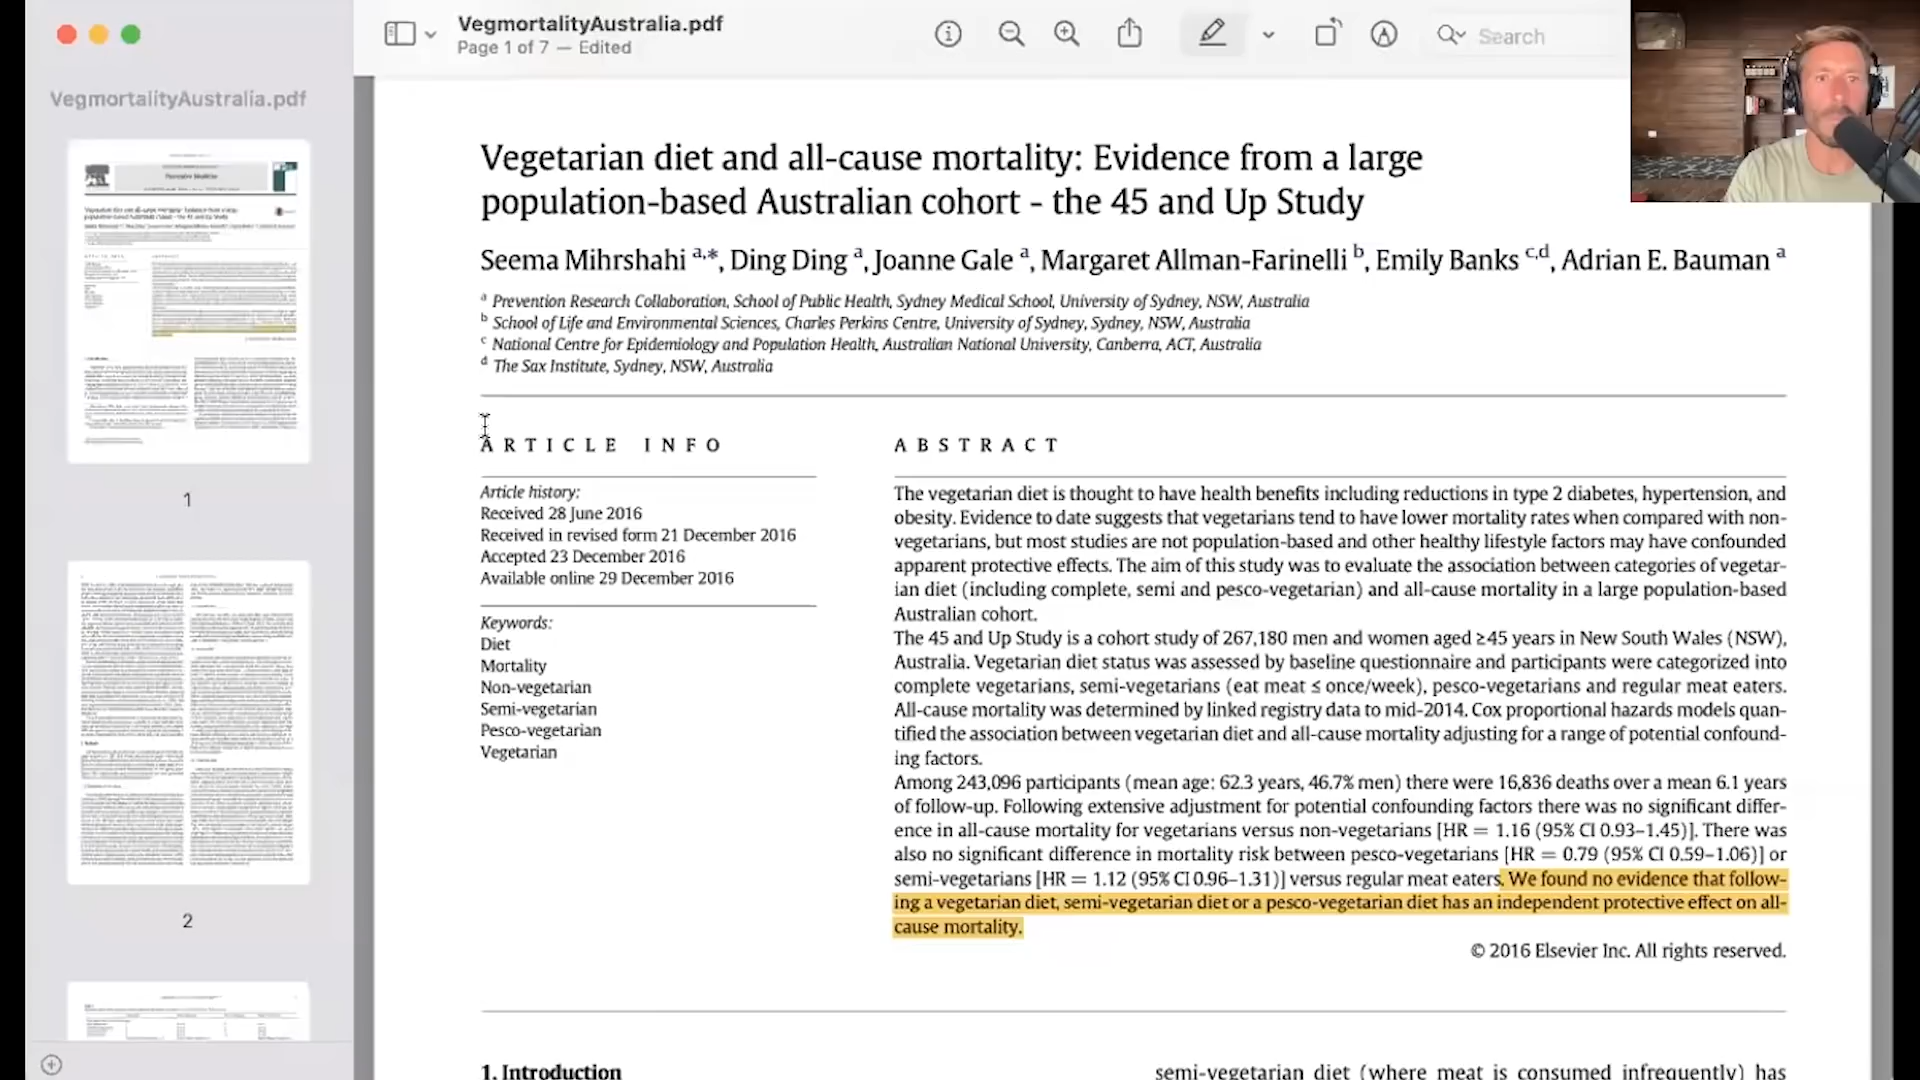 VegmortalityAustralia.pdf
Page 1 of 7 — Edited
Search
VegmortalityAustralia.pdf
1
2
Vegetarian diet and all-cause mortality: Evidence from a large
population-based Australian cohort - the 45 and Up Study
Seema Mihrshahi a,*, Ding Ding a, Joanne Gale a, Margaret Allman-Farinelli b, Emily Banks c,d, Adrian E. Bauman a
a Prevention Research Collaboration, School of Public Health, Sydney Medical School, University of Sydney, NSW, Australia
b School of Life and Environmental Sciences, Charles Perkins Centre, University of Sydney, Sydney, NSW, Australia
c National Centre for Epidemiology and Population Health, Australian National University, Canberra, ACT, Australia
d The Sax Institute, Sydney, NSW, Australia
ARTICLE INFO
Article history:
Received 28 June 2016
Received in revised form 21 December 2016
Accepted 23 December 2016
Available online 29 December 2016
Keywords:
Diet
Mortality
Non-vegetarian
Semi-vegetarian
Pesco-vegetarian
Vegetarian
ABSTRACT
The vegetarian diet is thought to have health benefits including reductions in type 2 diabetes, hypertension, and
obesity. Evidence to date suggests that vegetarians tend to have lower mortality rates when compared with non-
vegetarians, but most studies are not population-based and other healthy lifestyle factors may have confounded
apparent protective effects. The aim of this study was to evaluate the association between categories of vegetar-
ian diet (including complete, semi and pesco-vegetarian) and all-cause mortality in a large population-based
Australian cohort.
The 45 and Up Study is a cohort study of 267,180 men and women aged ≥45 years in New South Wales (NSW),
Australia. Vegetarian diet status was assessed by baseline questionnaire and participants were categorized into
complete vegetarians, semi-vegetarians (eat meat ≤ once/week), pesco-vegetarians and regular meat eaters.
All-cause mortality was determined by linked registry data to mid-2014. Cox proportional hazards models quan-
tified the association between vegetarian diet and all-cause mortality adjusting for a range of potential confound-
ing factors.
Among 243,096 participants (mean age: 62.3 years, 46.7% men) there were 16,836 deaths over a mean 6.1 years
of follow-up. Following extensive adjustment for potential confounding factors there was no significant differ-
ence in all-cause mortality for vegetarians versus non-vegetarians [HR = 1.16 (95% CI 0.93–1.45)]. There was
also no significant difference in mortality risk between pesco-vegetarians [HR = 0.79 (95% CI 0.59–1.06)] or
semi-vegetarians [HR = 1.12 (95% CI 0.96–1.31)] versus regular meat eaters. We found no evidence that follow-
ing a vegetarian diet, semi-vegetarian diet or a pesco-vegetarian diet has an independent protective effect on all-
cause mortality.
© 2016 Elsevier Inc. All rights reserved.
1. Introduction
semi-vegetarian diet (where meat is consumed infrequently) has